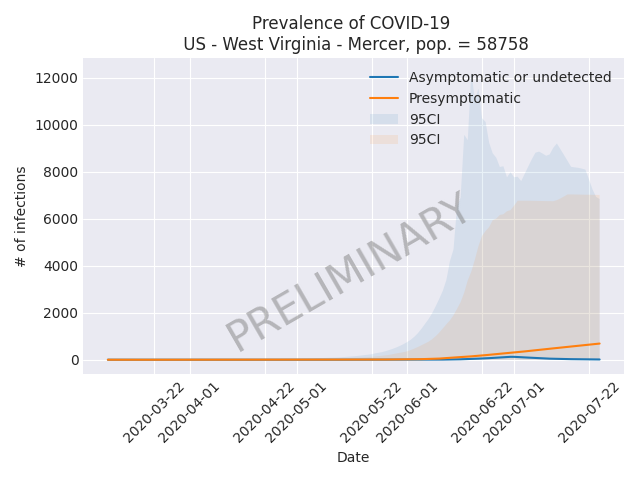 Prevalence of COVID-19
US - West Virginia - Mercer, pop. = 58758
Asymptomatic or undetected
Presymptomatic
95CI
95CI
12000
10000
8000
6000
4000
2000
0
# of infections
PRELIMINARY
2020-03-22
2020-04-01
2020-04-22
2020-05-01
2020-05-22
2020-06-01
2020-06-22
2020-07-01
2020-07-22
Date